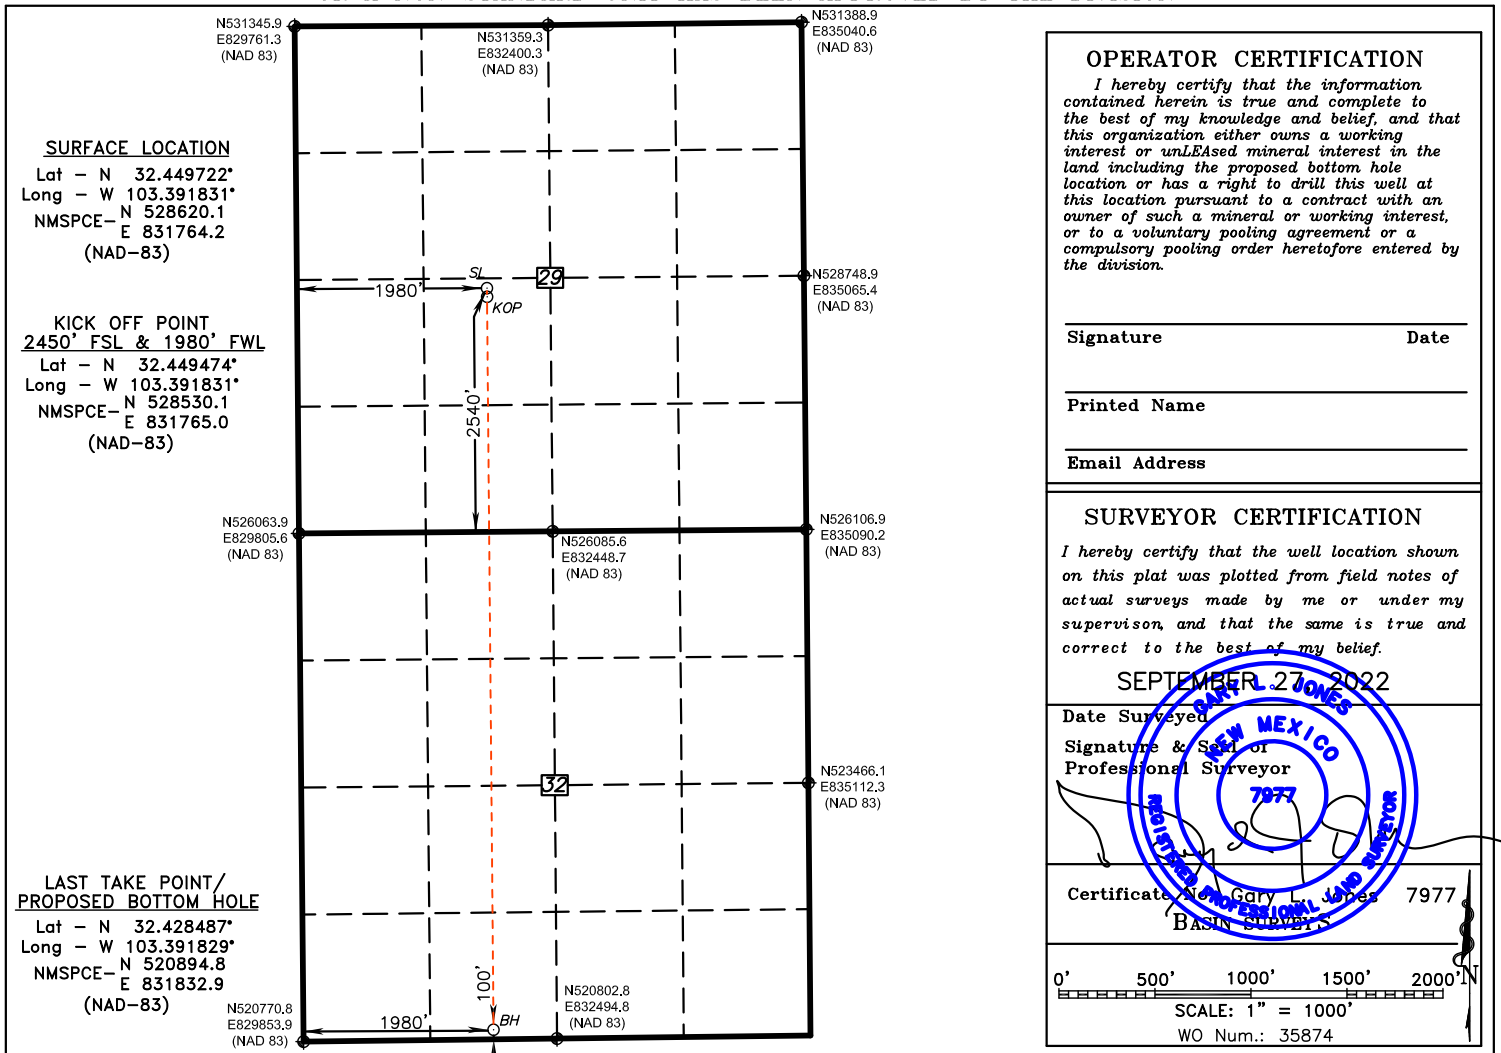 N531345.9
E829761.3
(NAD 83)
N531359.3
E832400.3
(NAD 83)
N531388.9
E835040.6
(NAD 83)
SURFACE LOCATION
Lat - N 32.449722°
Long - W 103.391831°
NMSPCE- N 528620.1
E 831764.2
(NAD-83)
KICK OFF POINT
2450' FSL & 1980' FWL
Lat - N 32.449474°
Long - W 103.391831°
NMSPCE- N 528530.1
E 831765.0
(NAD-83)
SL
29
1980'
KOP
2540'
N528748.9
E835065.4
(NAD 83)
N526063.9
E829805.6
(NAD 83)
N526085.6
E832448.7
(NAD 83)
N526106.9
E835090.2
(NAD 83)
32
N523466.1
E835112.3
(NAD 83)
LAST TAKE POINT/
PROPOSED BOTTOM HOLE
Lat - N 32.428487°
Long - W 103.391829°
NMSPCE- N 520894.8
E 831832.9
(NAD-83)
N520770.8
E829853.9
(NAD 83)
1980'
100'
BH
N520802.8
E832494.8
(NAD 83)
OPERATOR CERTIFICATION
I hereby certify that the information
contained herein is true and complete to
the best of my knowledge and belief, and that
this organization either owns a working
interest or unLEAsed mineral interest in the
land including the proposed bottom hole
location or has a right to drill this well at
this location pursuant to a contract with an
owner of such a mineral or working interest,
or to a voluntary pooling agreement or a
compulsory pooling order heretofore entered by
the division.
Signature Date
Printed Name
Email Address
SURVEYOR CERTIFICATION
I hereby certify that the well location shown
on this plat was plotted from field notes of
actual surveys made by me or under my
supervison, and that the same is true and
correct to the best of my belief.
SEPTEMBER 27, 2022
Date Surveyed
Signature & Seal of
Professional Surveyor
GARY L. JONES
NEW MEXICO
7977
REGISTERED PROFESSIONAL LAND SURVEYOR
Certificate No. Gary L. Jones 7977
BASIN SURVEYS
0' 500' 1000' 1500' 2000'
N
SCALE: 1" = 1000'
WO Num.: 35874